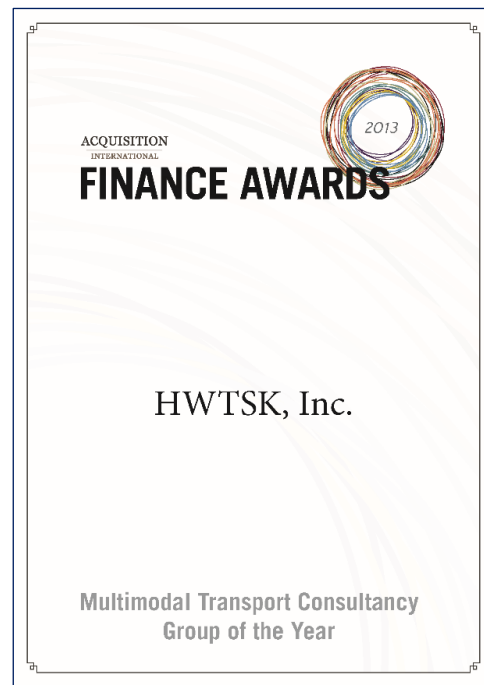 2013
ACQUISITION
INTERNATIONAL
FINANCE AWARDS
HWTSK, Inc.
Multimodal Transport Consultancy
Group of the Year